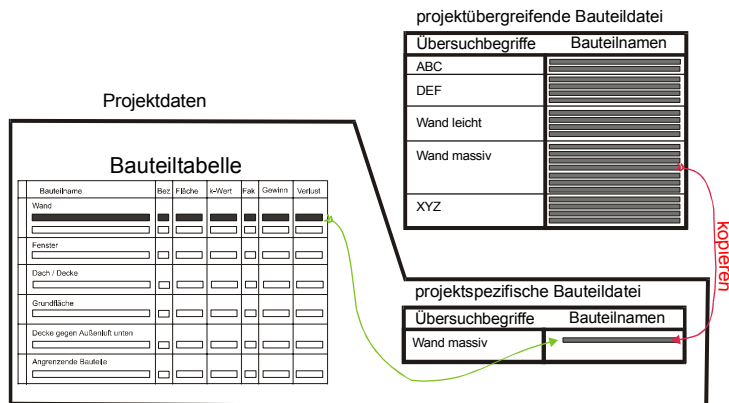 projektübergreifende Bauteildatei
Übersuchbegriffe Bauteilnamen
ABC
DEF
Wand leicht
Wand massiv
XYZ
kopieren
Projektdaten
Bauteiltabelle
Bauteilname Bez. Fläche k-Wert Fak Gewinn Verlust
Wand
Fenster
Dach / Decke
Grundfläche
Decke gegen Außenluft unten
Angrenzende Bauteile
projektspezifische Bauteildatei
Übersuchbegriffe Bauteilnamen
Wand massiv